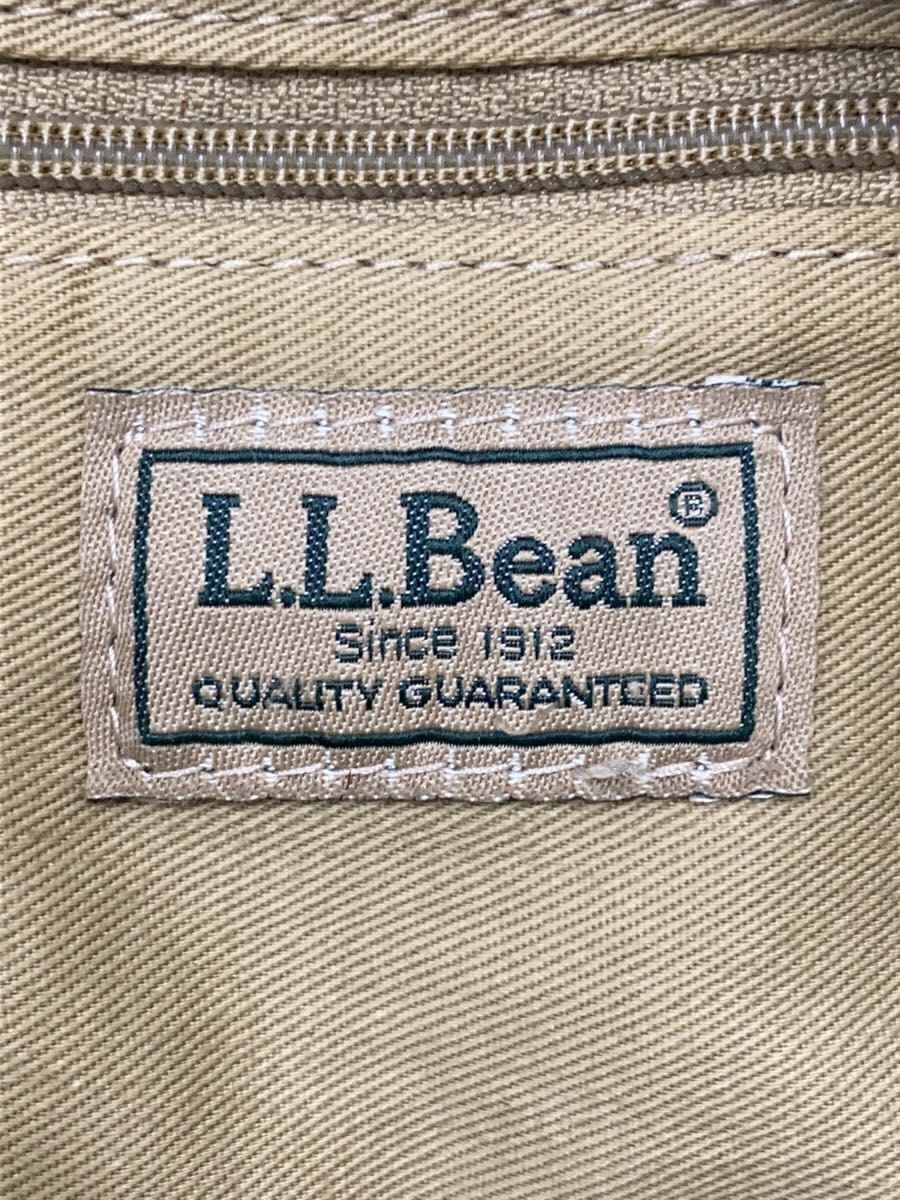 L.L.Bean®
Since 1912
QUALITY GUARANTEED